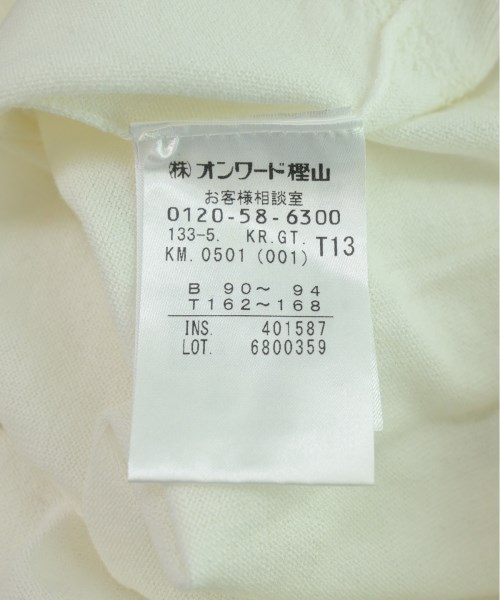 ㈱オンワード樫山
お客様相談室
0120-58-6300
133-5. KR.GT. T13
KM.0501(001)
B 90～ 94
T162～168
INS. 401587
LOT. 6800359